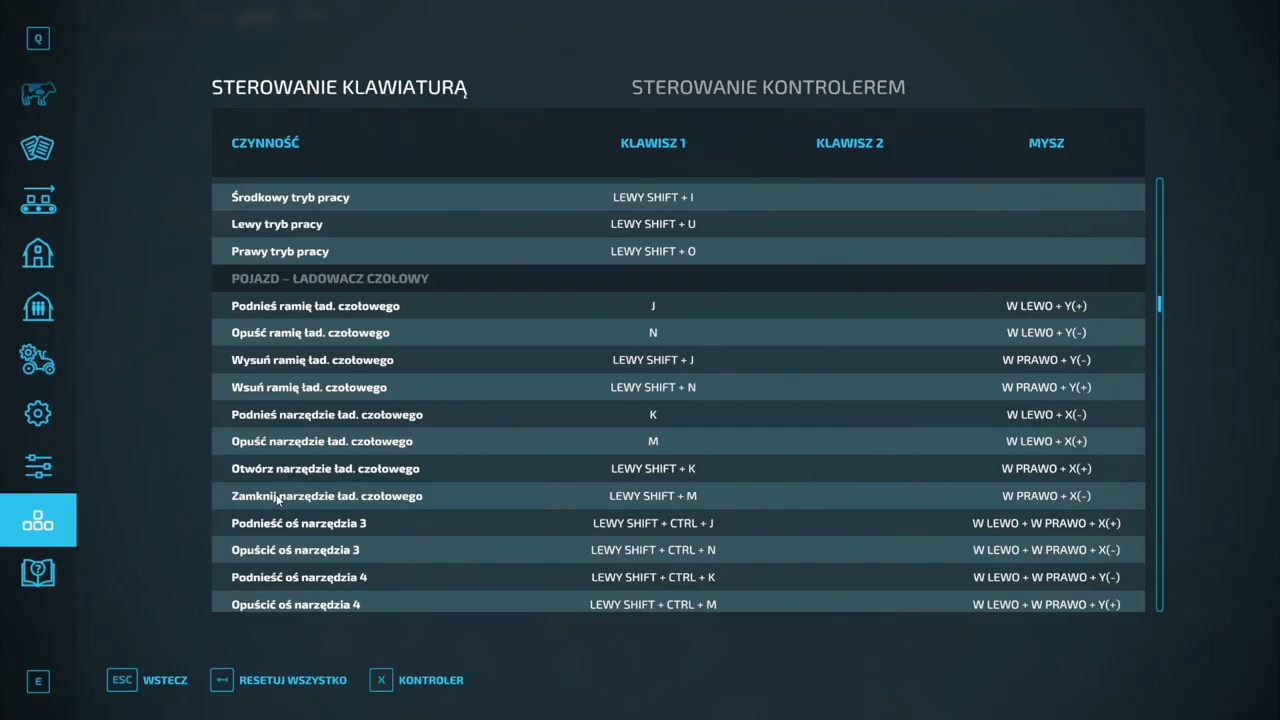 Q
STEROWANIE KLAWIATURĄ STEROWANIE KONTROLEREM
CZYNNOŚĆ KLAWISZ 1 KLAWISZ 2 MYSZ
Środkowy tryb pracy LEWY SHIFT + I
Lewy tryb pracy LEWY SHIFT + U
Prawy tryb pracy LEWY SHIFT + O
POJAZD – ŁADOWACZ CZOŁOWY
Podnieś ramię ład. czołowego J W LEWO + Y(+)
Opuść ramię ład. czołowego N W LEWO + Y(-)
Wysuń ramię ład. czołowego LEWY SHIFT + J W PRAWO + Y(-)
Wsuń ramię ład. czołowego LEWY SHIFT + N W PRAWO + Y(+)
Podnieś narzędzie ład. czołowego K W LEWO + X(-)
Opuść narzędzie ład. czołowego M W LEWO + X(+)
Otwórz narzędzie ład. czołowego LEWY SHIFT + K W PRAWO + X(+)
Zamknij narzędzie ład. czołowego LEWY SHIFT + M W PRAWO + X(-)
Podnieść oś narzędzia 3 LEWY SHIFT + CTRL + J W LEWO + W PRAWO + X(+)
Opuścić oś narzędzia 3 LEWY SHIFT + CTRL + N W LEWO + W PRAWO + X(-)
Podnieść oś narzędzia 4 LEWY SHIFT + CTRL + K W LEWO + W PRAWO + Y(-)
Opuścić oś narzędzia 4 LEWY SHIFT + CTRL + M W LEWO + W PRAWO + Y(+)
E ESC WSTECZ RESETUJ WSZYSTKO X KONTROLER